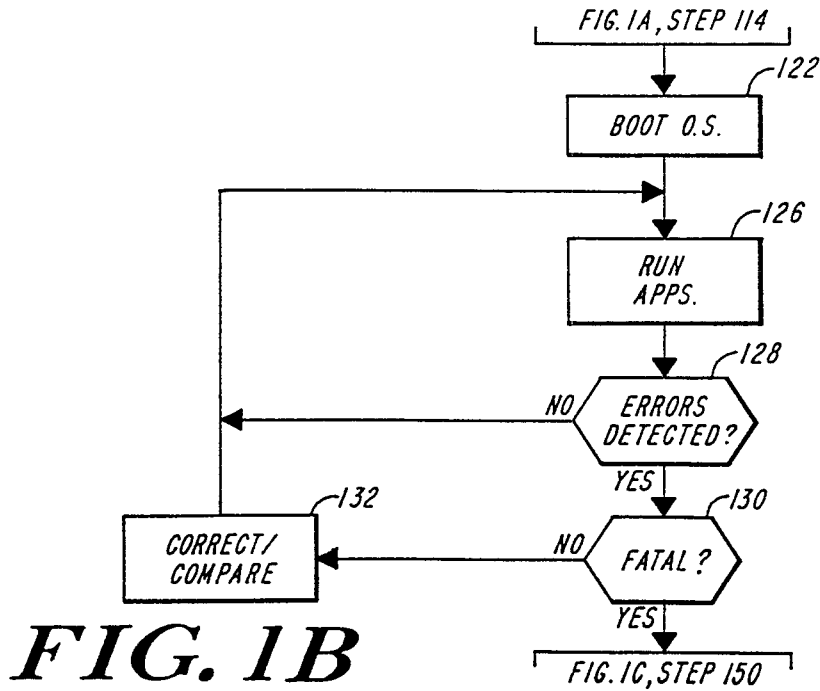 FIG. 1A, STEP 114
122
BOOT O.S.
126
RUN
APPS.
128
NO
ERRORS
DETECTED?
YES
130
132
NO
FATAL?
CORRECT/
COMPARE
YES
FIG. 1B
FIG. 1C, STEP 150